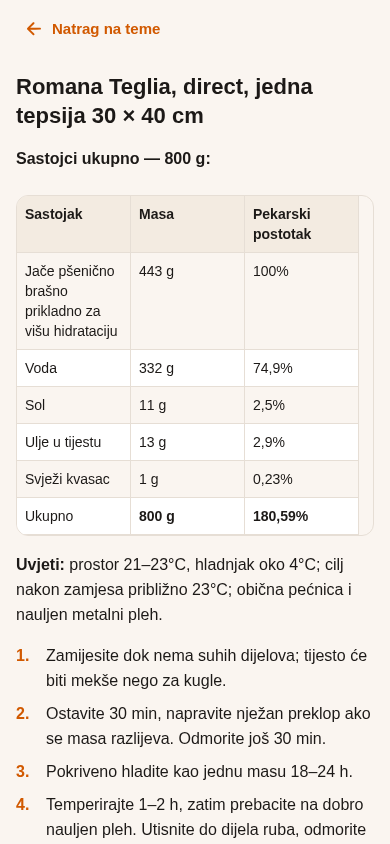 Natrag na teme
Romana Teglia, direct, jedna
tepsija 30 × 40 cm
Sastojci ukupno — 800 g:
Sastojak Masa Pekarski postotak
Jače pšenično brašno prikladno za višu hidrataciju 443 g 100%
Voda 332 g 74,9%
Sol 11 g 2,5%
Ulje u tijestu 13 g 2,9%
Svježi kvasac 1 g 0,23%
Ukupno 800 g 180,59%
Uvjeti: prostor 21–23°C, hladnjak oko 4°C; cilj
nakon zamjesa približno 23°C; obična pećnica i
nauljen metalni pleh.
1. Zamijesite dok nema suhih dijelova; tijesto će
biti mekše nego za kugle.
2. Ostavite 30 min, napravite nježan preklop ako
se masa razlijeva. Odmorite još 30 min.
3. Pokriveno hladite kao jednu masu 18–24 h.
4. Temperirajte 1–2 h, zatim prebacite na dobro
nauljen pleh. Utisnite do dijela ruba, odmorite